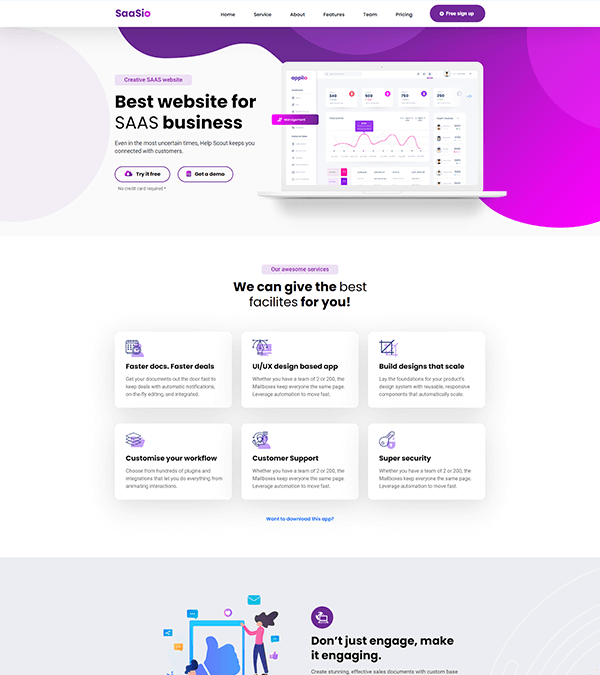 SaaSio
Home Service About Features Team Pricing Free sign up
Creative SAAS website
Best website for
SAAS business
Even in the most uncertain times, Help Scout keeps you
connected with customers.
Try it free Get a demo
No credit card required *
appilo
Management
Our awesome services
We can give the best
facilites for you!
Faster docs. Faster deals
Get your documents out the door fast to
keep deals with automatic notifications,
on-the-fly editing, and integrated.
UI/UX design based app
Whether you have a team of 2 or 200, the
Mailboxes keep everyone the same page.
Leverage automation to move fast.
Build designs that scale
Lay the foundations for your product's
design system with reusable, responsive
components that automatically scale.
Customise your workflow
Choose from hundreds of plugins and
integrations that let you do everything from
animating interactions.
Customer Support
Whether you have a team of 2 or 200, the
Mailboxes keep everyone the same page.
Leverage automation to move fast.
Super security
Whether you have a team of 2 or 200, the
Mailboxes keep everyone the same page.
Leverage automation to move fast.
Want to download this app?
Don't just engage, make
it engaging.
Create stunning, effective sales documents with custom base